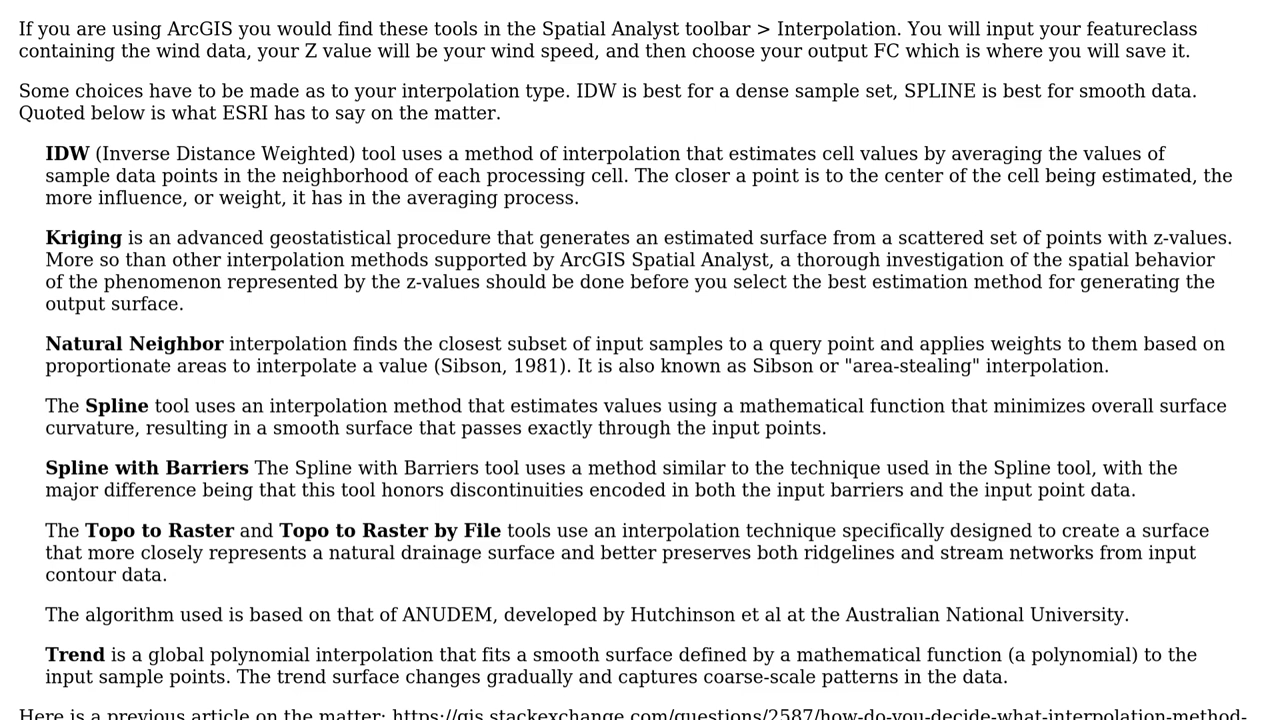 If you are using ArcGIS you would find these tools in the Spatial Analyst toolbar > Interpolation. You will input your featureclass
containing the wind data, your Z value will be your wind speed, and then choose your output FC which is where you will save it.
Some choices have to be made as to your interpolation type. IDW is best for a dense sample set, SPLINE is best for smooth data.
Quoted below is what ESRI has to say on the matter.
IDW (Inverse Distance Weighted) tool uses a method of interpolation that estimates cell values by averaging the values of
sample data points in the neighborhood of each processing cell. The closer a point is to the center of the cell being estimated, the
more influence, or weight, it has in the averaging process.
Kriging is an advanced geostatistical procedure that generates an estimated surface from a scattered set of points with z-values.
More so than other interpolation methods supported by ArcGIS Spatial Analyst, a thorough investigation of the spatial behavior
of the phenomenon represented by the z-values should be done before you select the best estimation method for generating the
output surface.
Natural Neighbor interpolation finds the closest subset of input samples to a query point and applies weights to them based on
proportionate areas to interpolate a value (Sibson, 1981). It is also known as Sibson or "area-stealing" interpolation.
The Spline tool uses an interpolation method that estimates values using a mathematical function that minimizes overall surface
curvature, resulting in a smooth surface that passes exactly through the input points.
Spline with Barriers The Spline with Barriers tool uses a method similar to the technique used in the Spline tool, with the
major difference being that this tool honors discontinuities encoded in both the input barriers and the input point data.
The Topo to Raster and Topo to Raster by File tools use an interpolation technique specifically designed to create a surface
that more closely represents a natural drainage surface and better preserves both ridgelines and stream networks from input
contour data.
The algorithm used is based on that of ANUDEM, developed by Hutchinson et al at the Australian National University.
Trend is a global polynomial interpolation that fits a smooth surface defined by a mathematical function (a polynomial) to the
input sample points. The trend surface changes gradually and captures coarse-scale patterns in the data.
Here is a previous article on the matter: https://gis.stackexchange.com/questions/2587/how-do-you-decide-what-interpolation-method-